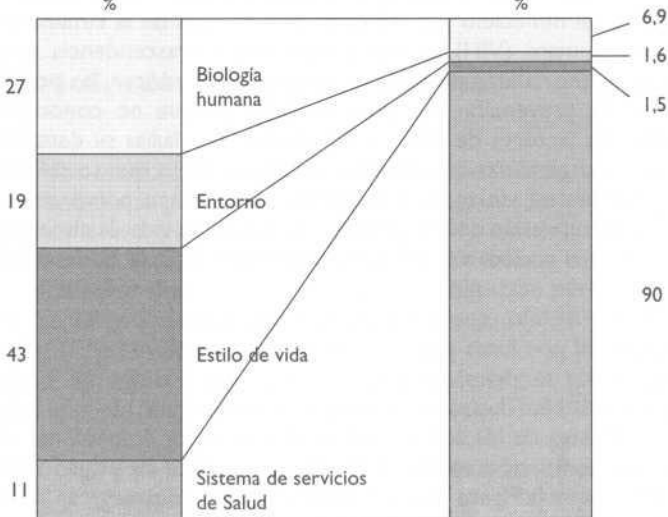 %
%
27
Biología
humana
19
Entorno
43
Estilo de vida
11
Sistema de servicios
de Salud
6,9
1,6
1,5
90